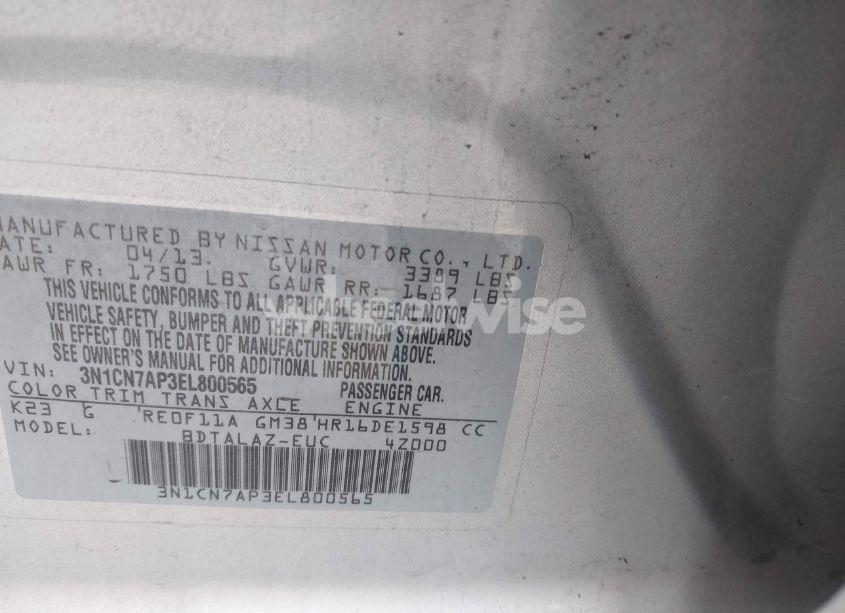 MANUFACTURED BY NISSAN MOTOR CO., LTD.
DATE: 04/13. GVWR: 3389 LBS
GAWR FR: 1750 LBS GAWR RR: 1687 LBS
THIS VEHICLE CONFORMS TO ALL APPLICABLE FEDERAL MOTOR
VEHICLE SAFETY, BUMPER AND THEFT PREVENTION STANDARDS
IN EFFECT ON THE DATE OF MANUFACTURE SHOWN ABOVE.
SEE OWNER'S MANUAL FOR ADDITIONAL INFORMATION.
VIN: 3N1CN7AP3EL800565 PASSENGER CAR.
COLOR TRIM TRANS AXLE ENGINE
K23 G RE0F11A GM38 HR16DE1598 CC
MODEL: BDTALAZ-EUC 4Z000
3N1CN7AP3EL800565